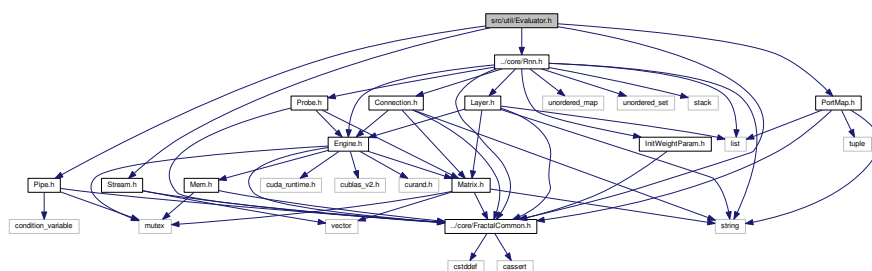 src/util/Evaluator.h
../core/Rnn.h
Probe.h
Connection.h
Layer.h
unordered_map
unordered_set
stack
PortMap.h
Engine.h
InitWeightParam.h
list
tuple
Pipe.h
Stream.h
Mem.h
cuda_runtime.h
cublas_v2.h
curand.h
Matrix.h
condition_variable
mutex
vector
../core/FractalCommon.h
string
cstddef
cassert